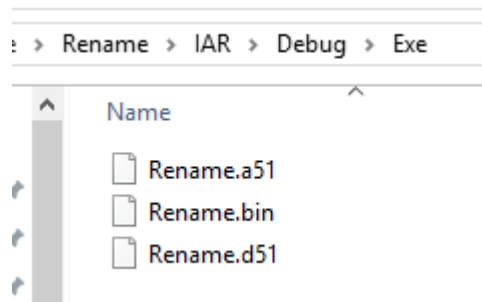 Rename > IAR > Debug > Exe
Name
Rename.a51
Rename.bin
Rename.d51